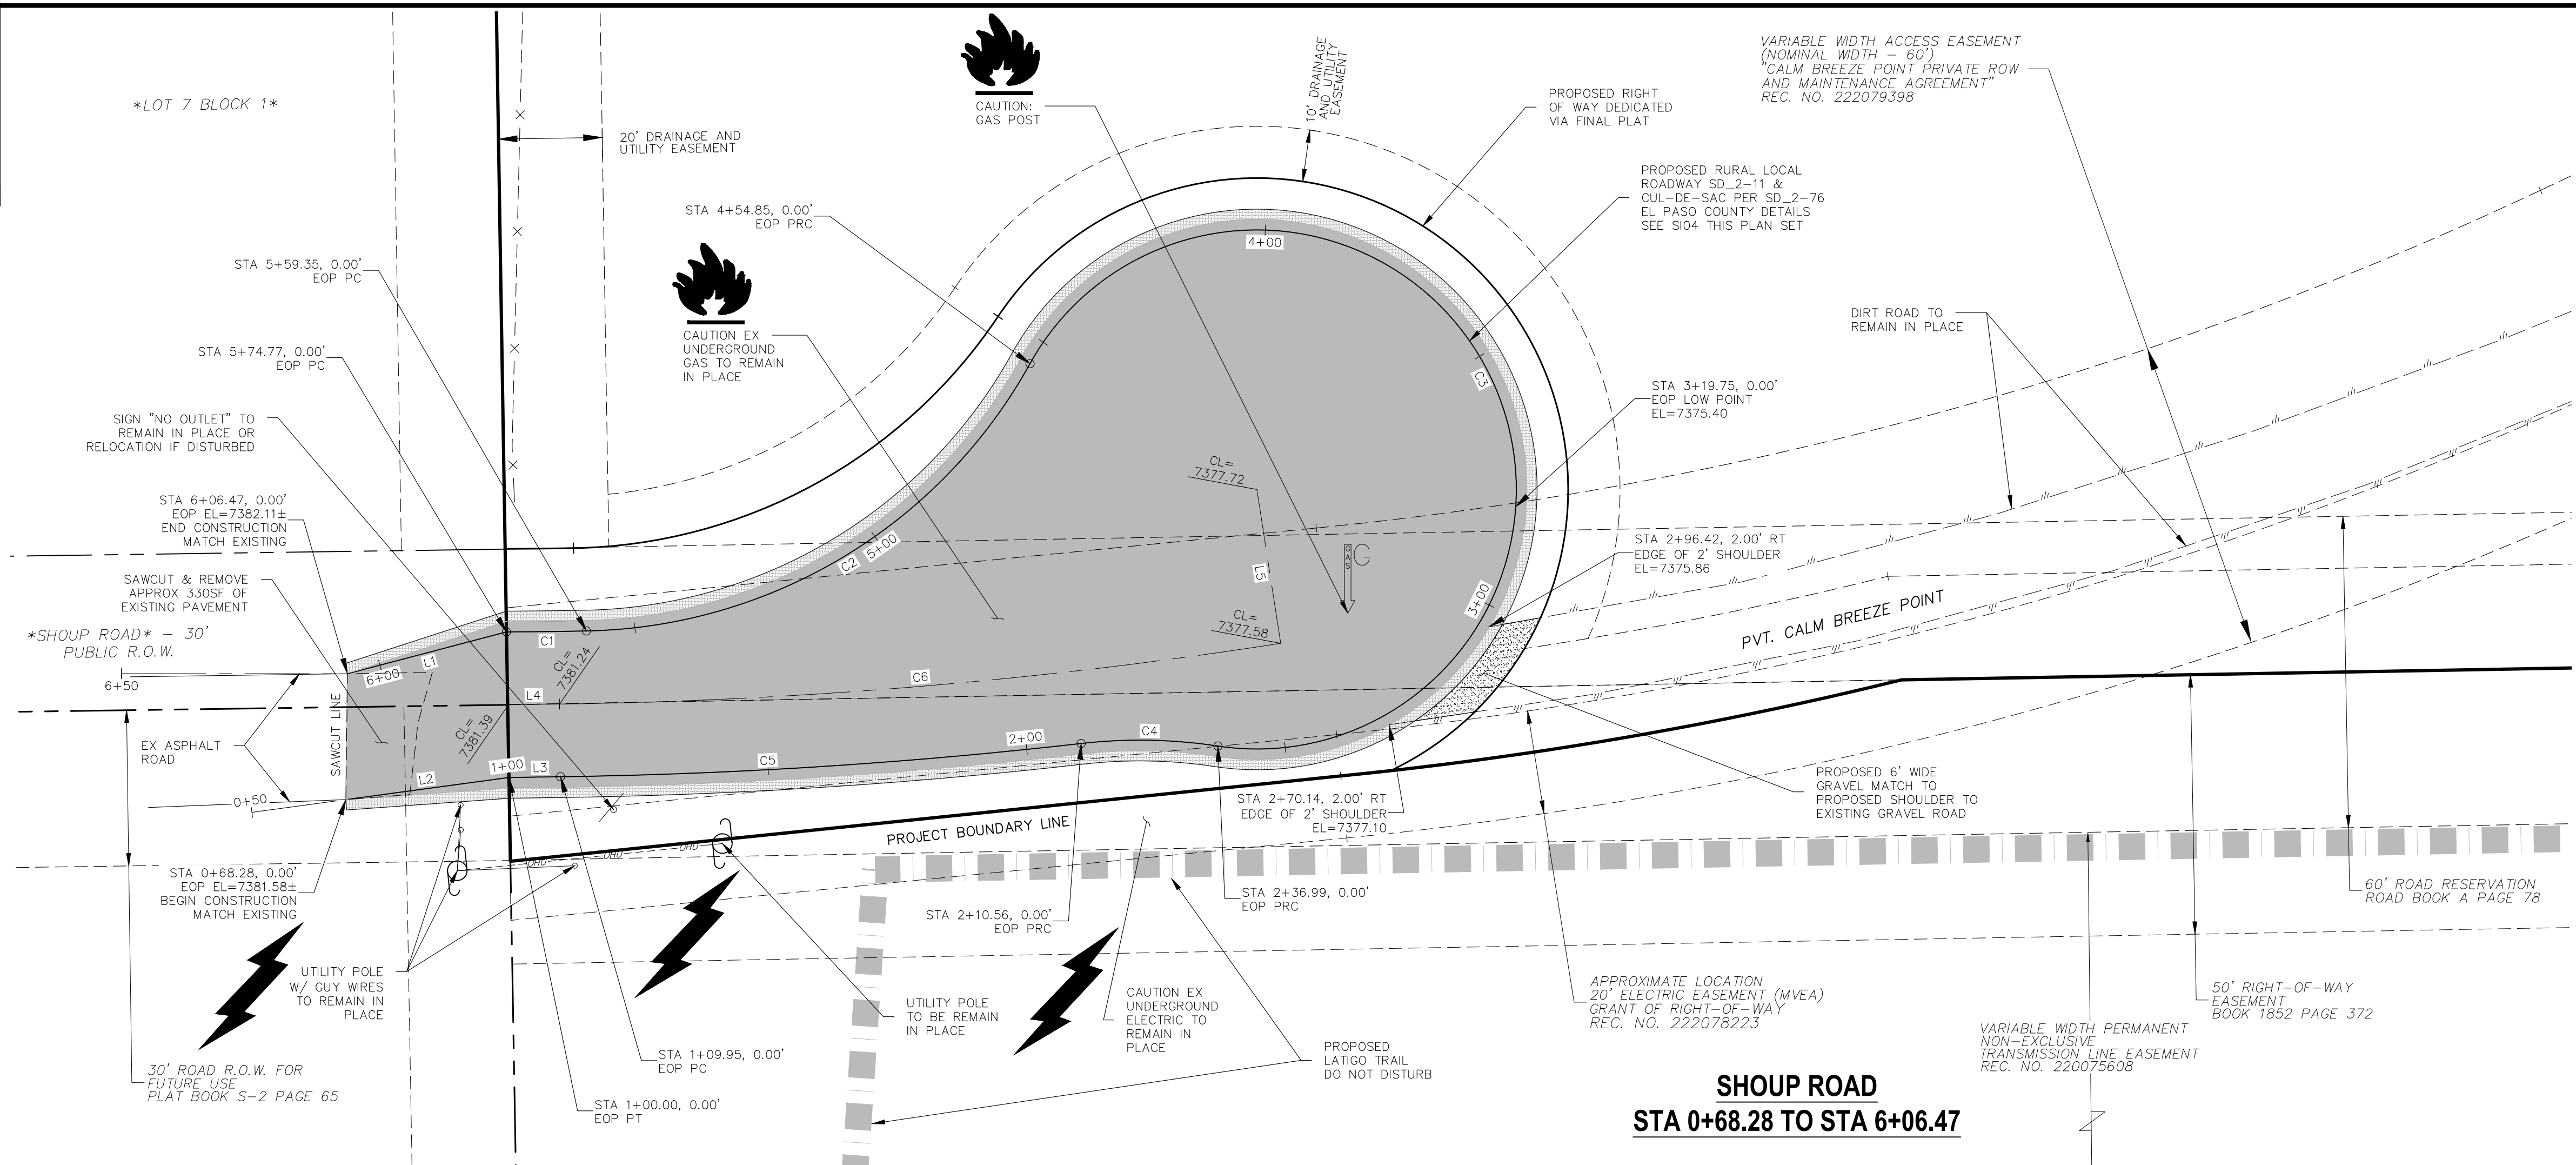 *LOT 7 BLOCK 1*
20' DRAINAGE AND
UTILITY EASEMENT
CAUTION:
GAS POST
10' DRAINAGE
AND UTILITY
EASEMENT
PROPOSED RIGHT
OF WAY DEDICATED
VIA FINAL PLAT
VARIABLE WIDTH ACCESS EASEMENT
(NOMINAL WIDTH – 60')
"CALM BREEZE POINT PRIVATE ROW
AND MAINTENANCE AGREEMENT"
REC. NO. 222079398
PROPOSED RURAL LOCAL
ROADWAY SD_2-11 &
CUL-DE-SAC PER SD_2-76
EL PASO COUNTY DETAILS
SEE SI04 THIS PLAN SET
STA 4+54.85, 0.00'
EOP PRC
STA 5+59.35, 0.00'
EOP PC
4+00
CAUTION EX
UNDERGROUND
GAS TO REMAIN
IN PLACE
STA 5+74.77, 0.00'
EOP PC
DIRT ROAD TO
REMAIN IN PLACE
C3
STA 3+19.75, 0.00'
EOP LOW POINT
EL=7375.40
SIGN "NO OUTLET" TO
REMAIN IN PLACE OR
RELOCATION IF DISTURBED
CL=
7377.72
STA 6+06.47, 0.00'
EOP EL=7382.11±
END CONSTRUCTION
MATCH EXISTING
5+00
C2
L5
GAS
G
STA 2+96.42, 2.00' RT
EDGE OF 2' SHOULDER
EL=7375.86
SAWCUT & REMOVE
APPROX 330SF OF
EXISTING PAVEMENT
3+00
*SHOUP ROAD* – 30'
PUBLIC R.O.W.
C1
CL=
7377.58
PVT. CALM BREEZE POINT
L1
6+00
6+50
CL=
7381.24
L4
C6
CL=
7381.39
SAWCUT LINE
EX ASPHALT
ROAD
2+00
C4
C5
1+00
L3
L2
0+50
STA 2+70.14, 2.00' RT
EDGE OF 2' SHOULDER
EL=7377.10
PROPOSED 6' WIDE
GRAVEL MATCH TO
PROPOSED SHOULDER TO
EXISTING GRAVEL ROAD
PROJECT BOUNDARY LINE
OHU
OHU
OHU
STA 0+68.28, 0.00'
EOP EL=7381.58±
BEGIN CONSTRUCTION
MATCH EXISTING
STA 2+36.99, 0.00'
EOP PRC
60' ROAD RESERVATION
ROAD BOOK A PAGE 78
STA 2+10.56, 0.00'
EOP PRC
UTILITY POLE
W/ GUY WIRES
TO REMAIN IN
PLACE
UTILITY POLE
TO BE REMAIN
IN PLACE
CAUTION EX
UNDERGROUND
ELECTRIC TO
REMAIN IN
PLACE
APPROXIMATE LOCATION
20' ELECTRIC EASEMENT (MVEA)
GRANT OF RIGHT-OF-WAY
REC. NO. 222078223
50' RIGHT-OF-WAY
EASEMENT
BOOK 1852 PAGE 372
VARIABLE WIDTH PERMANENT
NON-EXCLUSIVE
TRANSMISSION LINE EASEMENT
REC. NO. 220075608
STA 1+09.95, 0.00'
EOP PC
PROPOSED
LATIGO TRAIL
DO NOT DISTURB
30' ROAD R.O.W. FOR
FUTURE USE
PLAT BOOK S-2 PAGE 65
STA 1+00.00, 0.00'
EOP PT
SHOUP ROAD
STA 0+68.28 TO STA 6+06.47